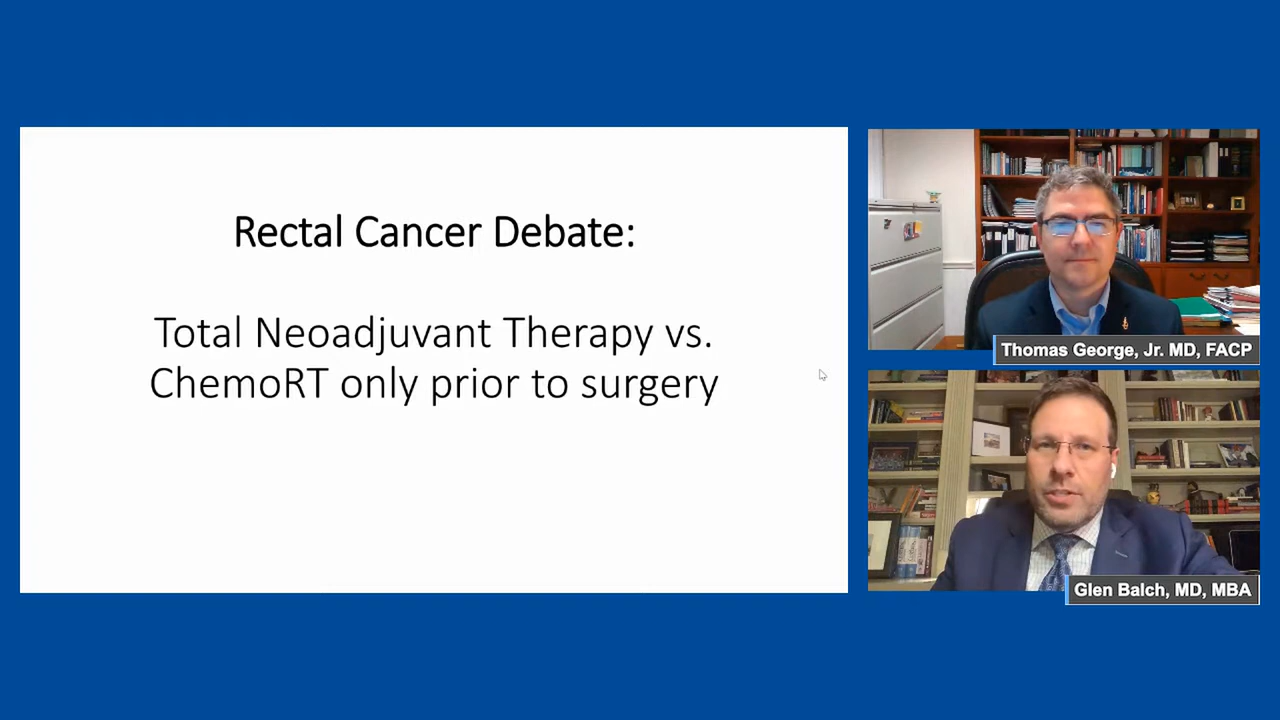 Rectal Cancer Debate:
Total Neoadjuvant Therapy vs.
ChemoRT only prior to surgery
Thomas George, Jr. MD, FACP
Glen Balch, MD, MBA